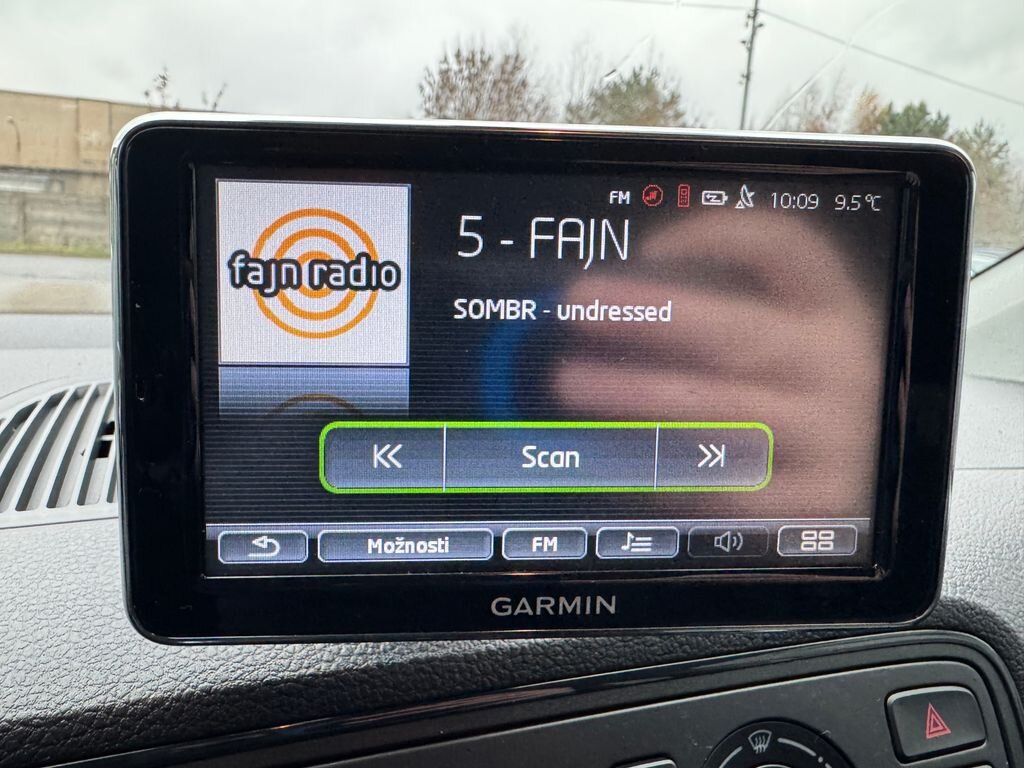 FM 10:09 9.5°C
5 - FAJN
fajn radio
SOMBR - undressed
Scan
Možnosti
FM
GARMIN